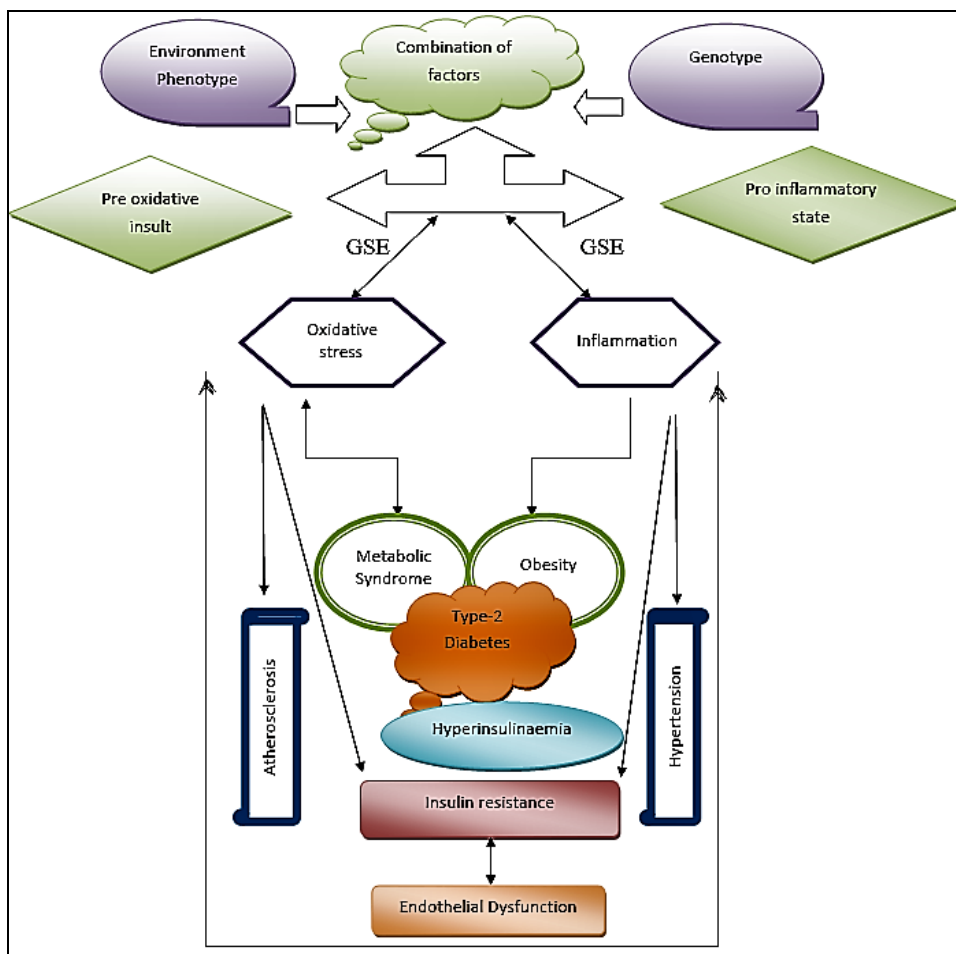 Environment
Phenotype
Combination of
factors
Genotype
Pre oxidative
insult
Pro inflammatory
state
GSE
GSE
Oxidative
stress
Inflammation
Metabolic
Syndrome
Obesity
Type-2
Diabetes
Atherosclerosis
Hyperinsulinaemia
Hypertension
Insulin resistance
Endothelial Dysfunction